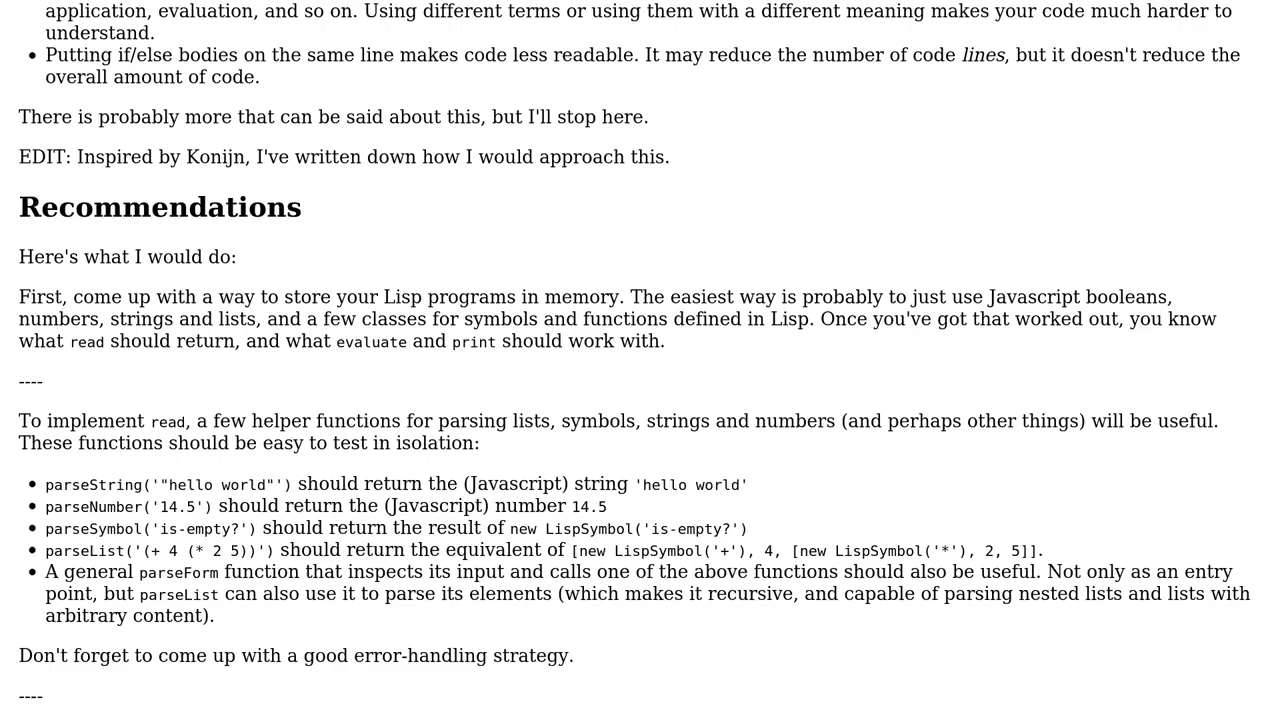 application, evaluation, and so on. Using different terms or using them with a different meaning makes your code much harder to
understand.
• Putting if/else bodies on the same line makes code less readable. It may reduce the number of code lines, but it doesn't reduce the
overall amount of code.
There is probably more that can be said about this, but I'll stop here.
EDIT: Inspired by Konijn, I've written down how I would approach this.
Recommendations
Here's what I would do:
First, come up with a way to store your Lisp programs in memory. The easiest way is probably to just use Javascript booleans,
numbers, strings and lists, and a few classes for symbols and functions defined in Lisp. Once you've got that worked out, you know
what read should return, and what evaluate and print should work with.
----
To implement read, a few helper functions for parsing lists, symbols, strings and numbers (and perhaps other things) will be useful.
These functions should be easy to test in isolation:
• parseString('"hello world"') should return the (Javascript) string 'hello world'
• parseNumber('14.5') should return the (Javascript) number 14.5
• parseSymbol('is-empty?') should return the result of new LispSymbol('is-empty?')
• parseList('(+ 4 (* 2 5))') should return the equivalent of [new LispSymbol('+'), 4, [new LispSymbol('*'), 2, 5]].
• A general parseForm function that inspects its input and calls one of the above functions should also be useful. Not only as an entry
point, but parseList can also use it to parse its elements (which makes it recursive, and capable of parsing nested lists and lists with
arbitrary content).
Don't forget to come up with a good error-handling strategy.
----